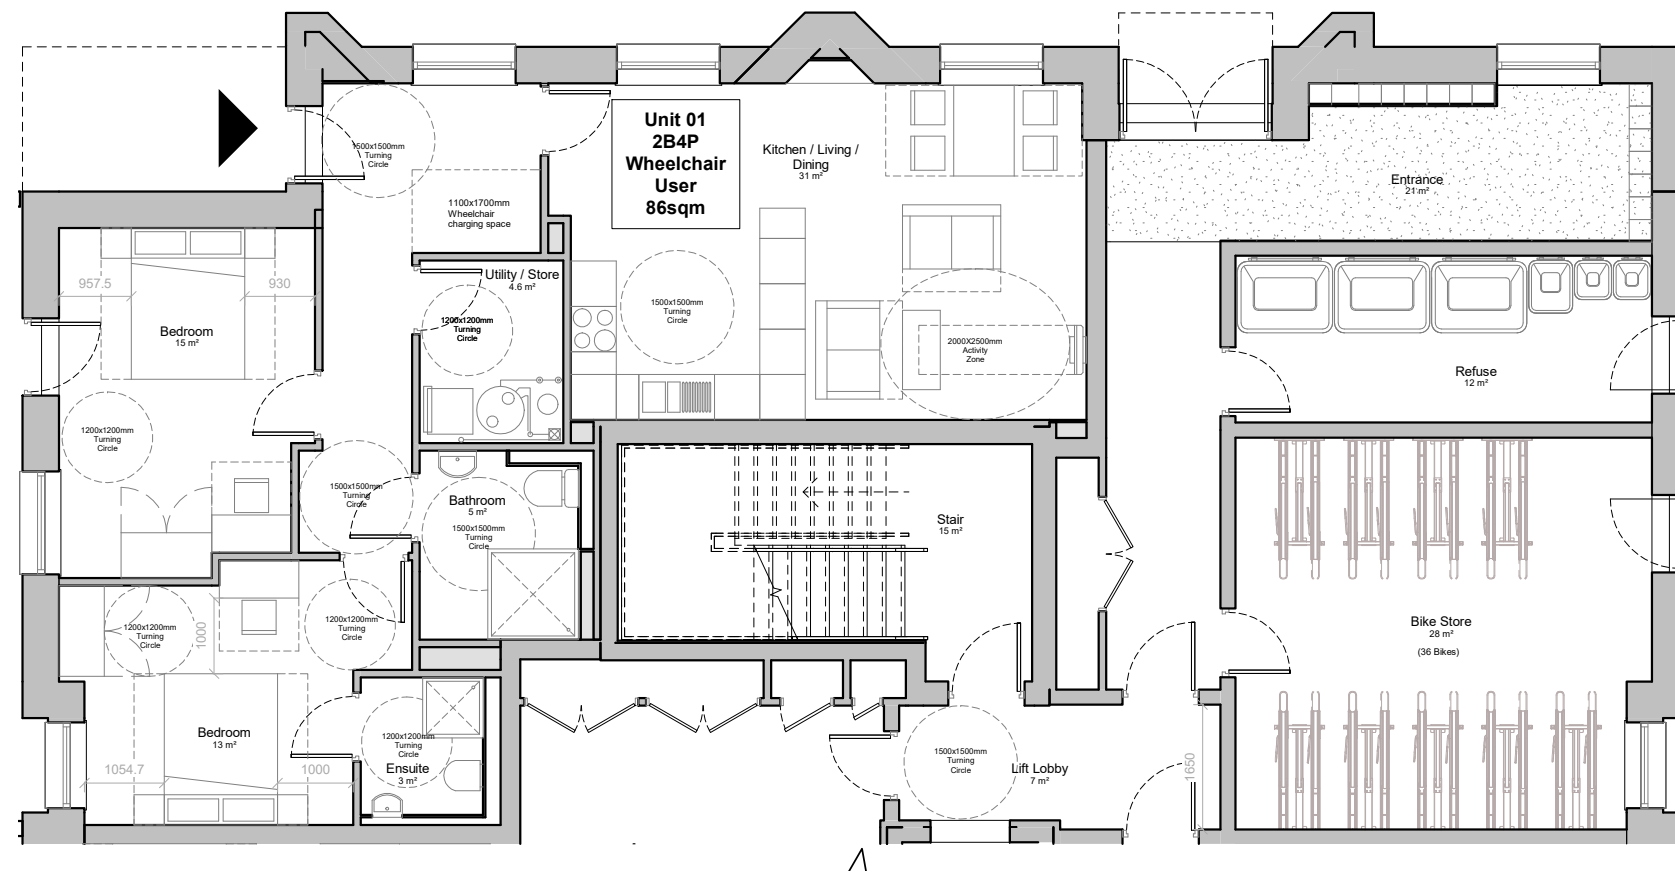 Unit 01
2B4P
Wheelchair
User
86sqm
Kitchen / Living /
Dining
31 m²
1500x1500mm
Turning
Circle
1100x1700mm
Wheelchair
charging space
Entrance
21 m²
Utility / Store
4.6 m²
1200x1200mm
Turning
Circle
1500x1500mm
Turning
Circle
2000X2500mm
Activity
Zone
957.5
930
Bedroom
15 m²
1200x1200mm
Turning
Circle
Refuse
12 m²
1500x1500mm
Turning
Circle
Bathroom
5 m²
1500x1500mm
Turning
Circle
Stair
15 m²
Bike Store
28 m²
(36 Bikes)
1200x1200mm
Turning
Circle
1000
1200x1200mm
Turning
Circle
Bedroom
13 m²
1054.7
1000
1200x1200mm
Turning
Circle
Ensuite
3 m²
1500x1500mm
Turning
Circle
Lift Lobby
7 m²
1650